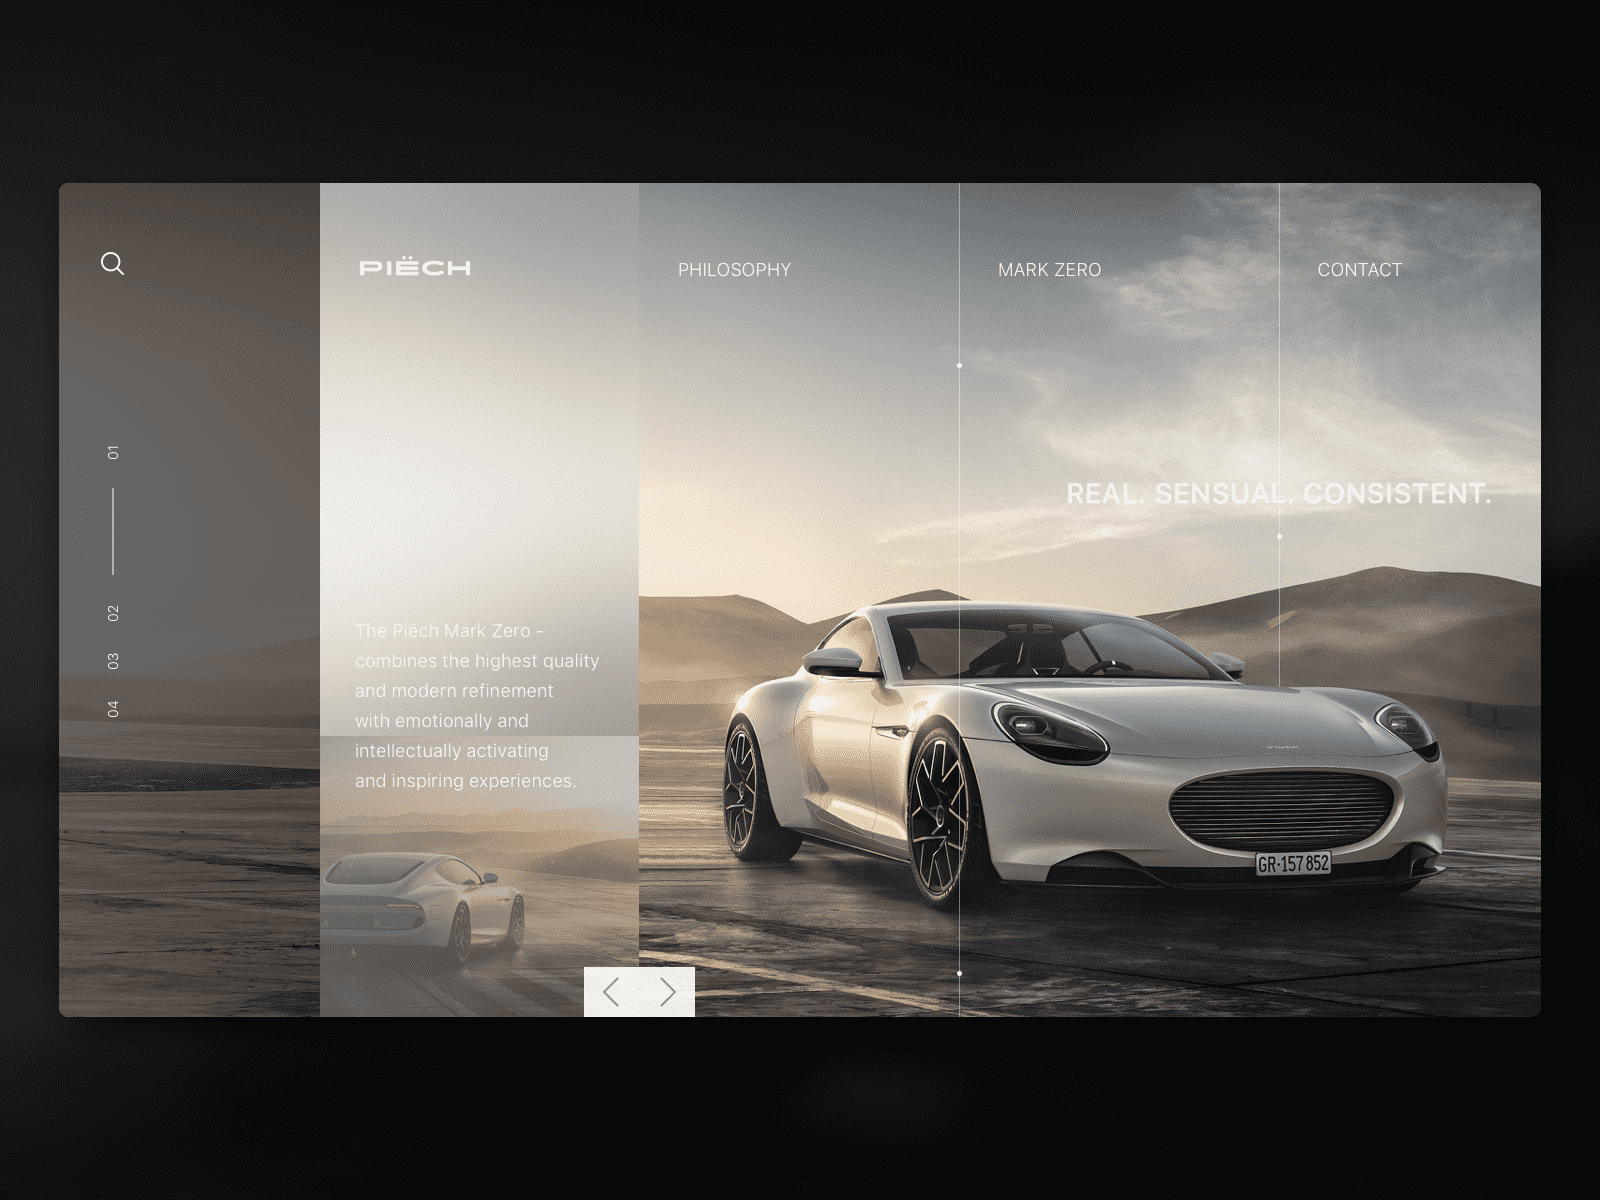 PIËCH
PHILOSOPHY
MARK ZERO
CONTACT
01
02
03
04
REAL. SENSUAL. CONSISTENT.
The Piëch Mark Zero -
combines the highest quality
and modern refinement
with emotionally and
intellectually activating
and inspiring experiences.
PIËCH
GR·157 852